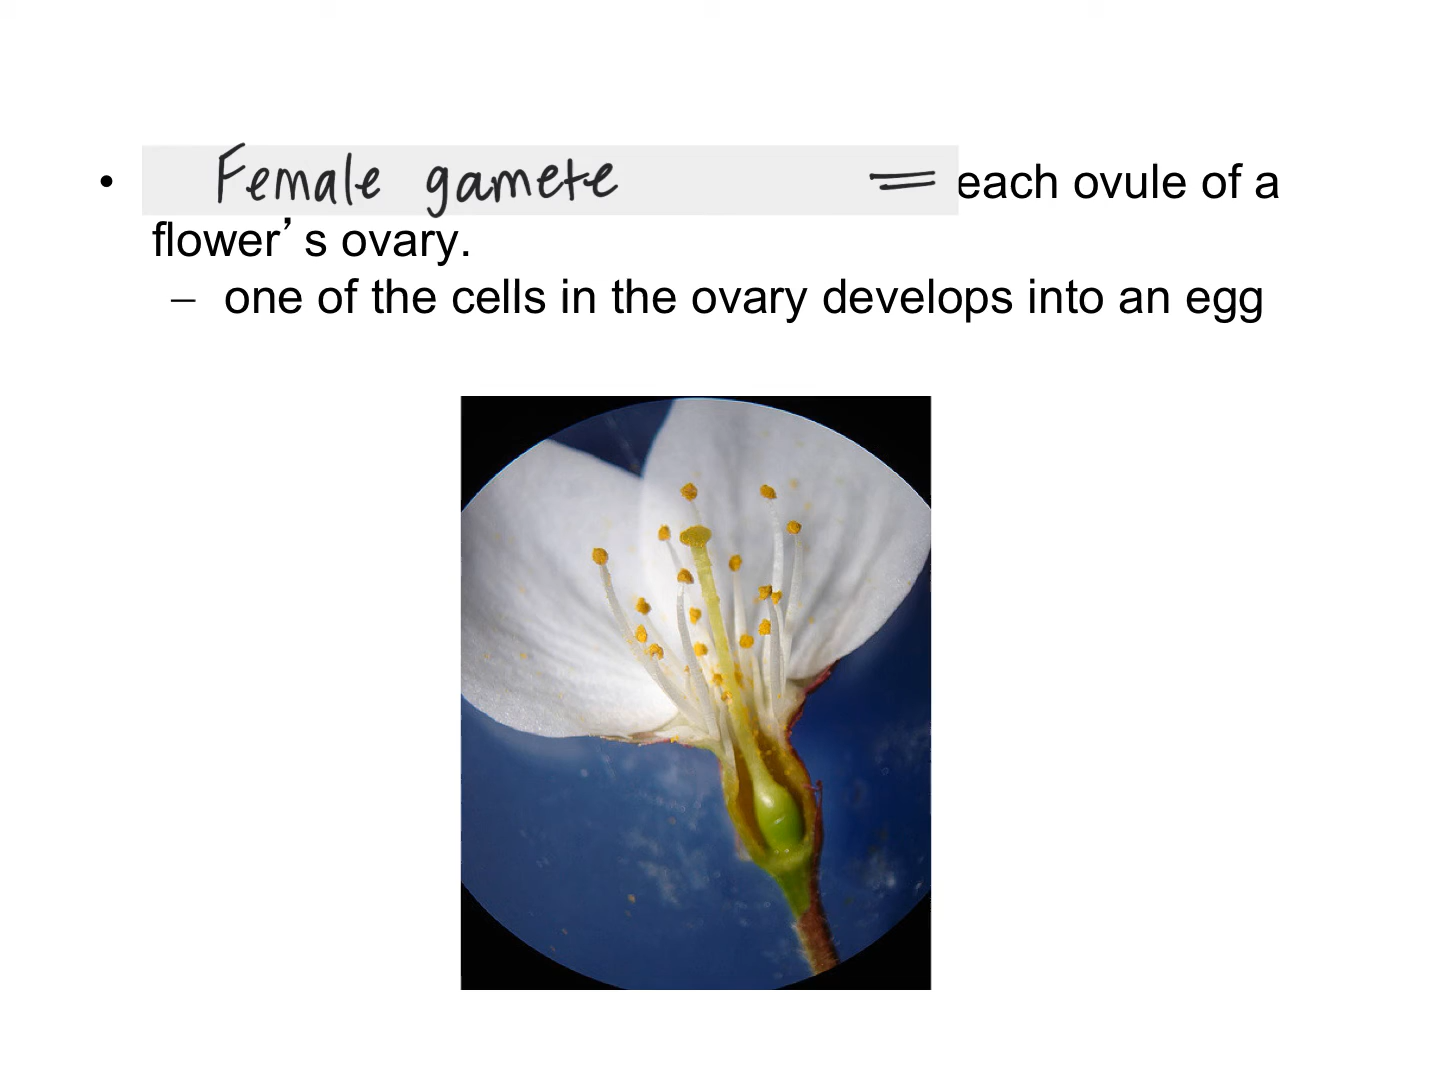 • Female gamete = each ovule of a
flower’s ovary.
– one of the cells in the ovary develops into an egg